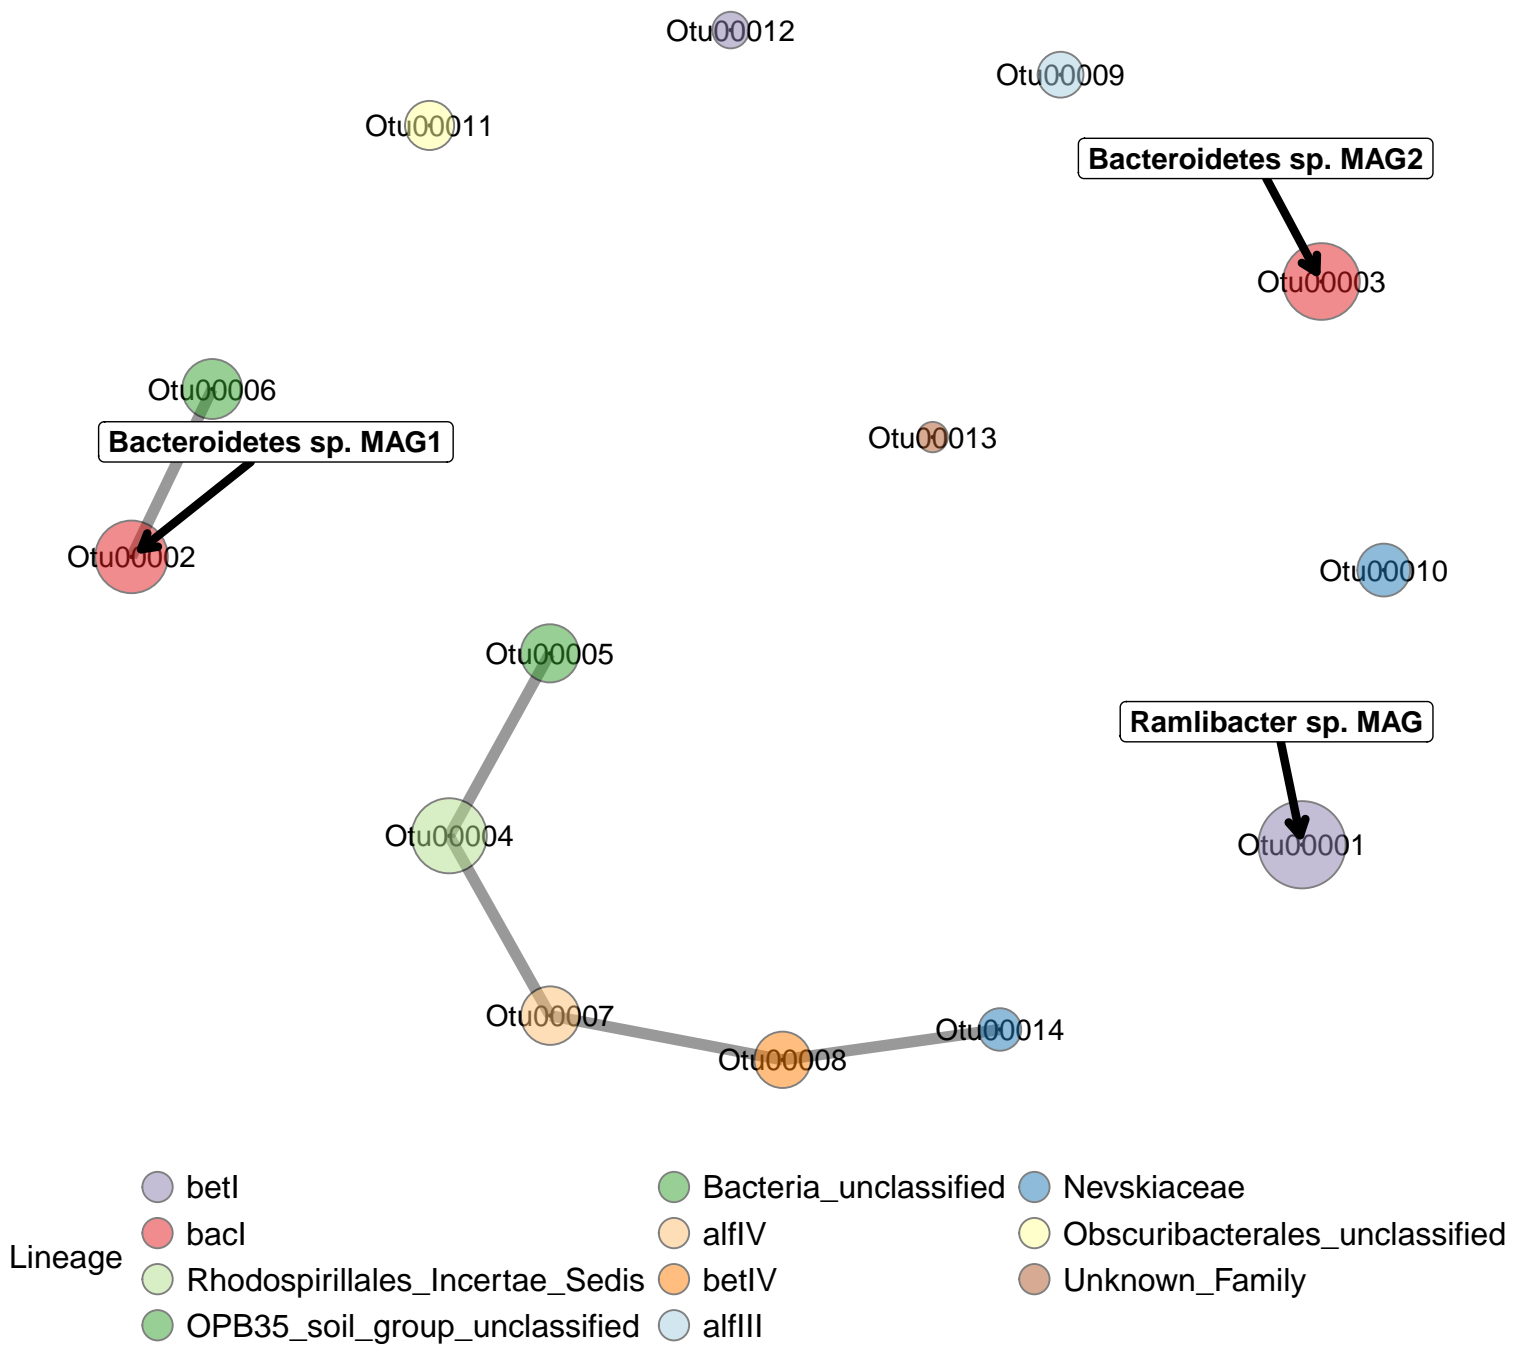 Otu00012
Otu00009
Otu00011
Bacteroidetes sp. MAG2
Otu00003
Otu00006
Bacteroidetes sp. MAG1
Otu00013
Otu00002
Otu00010
Otu00005
Ramlibacter sp. MAG
Otu00004
Otu00001
Otu00007
Otu00014
Otu00008
Lineage
betI
bacI
Rhodospirillales_Incertae_Sedis
OPB35_soil_group_unclassified
Bacteria_unclassified
alfIV
betIV
alfIII
Nevskiaceae
Obscuribacterales_unclassified
Unknown_Family